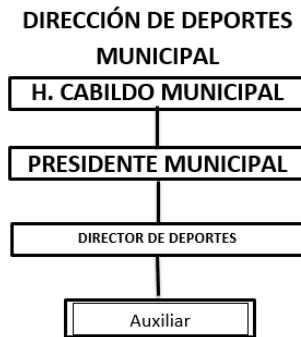 DIRECCIÓN DE DEPORTES
MUNICIPAL
H. CABILDO MUNICIPAL
PRESIDENTE MUNICIPAL
DIRECTOR DE DEPORTES
Auxiliar